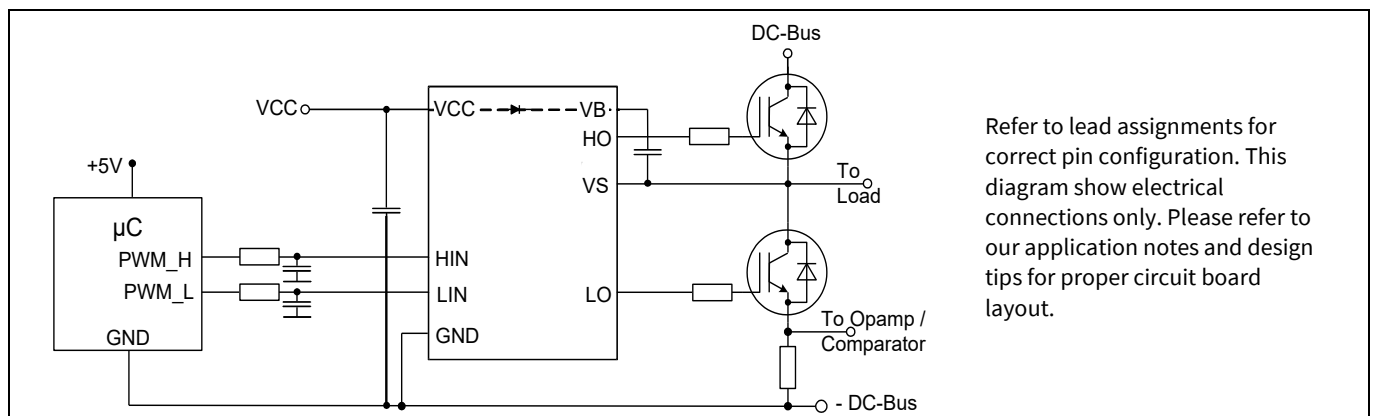 DC-Bus
VCC
VCC
VB
HO
+5V
VS
To
Load
µC
PWM_H
HIN
PWM_L
LIN
LO
GND
GND
To Opamp /
Comparator
- DC-Bus
Refer to lead assignments for
correct pin configuration. This
diagram show electrical
connections only. Please refer to
our application notes and design
tips for proper circuit board
layout.